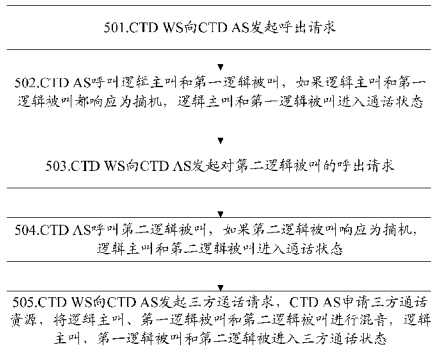 501.CTD WS向CTD AS发起呼出请求
502.CTD AS呼叫逻辑主叫和第一逻辑被叫，如果逻辑主叫和第一
逻辑被叫都响应为摘机，逻辑主叫和第一逻辑被叫进入通话状态
503.CTD WS向CTD AS发起对第二逻辑被叫的呼出请求
504.CTD AS呼叫第二逻辑被叫，如果第二逻辑被叫响应为摘机，
逻辑主叫和第二逻辑被叫进入通话状态
505.CTD WS向CTD AS发起三方通话请求，CTD AS申请三方通话
资源，将逻辑主叫、第一逻辑被叫和第二逻辑被叫进行混音，逻辑
主叫、第一逻辑被叫和第二逻辑被进入三方通话状态